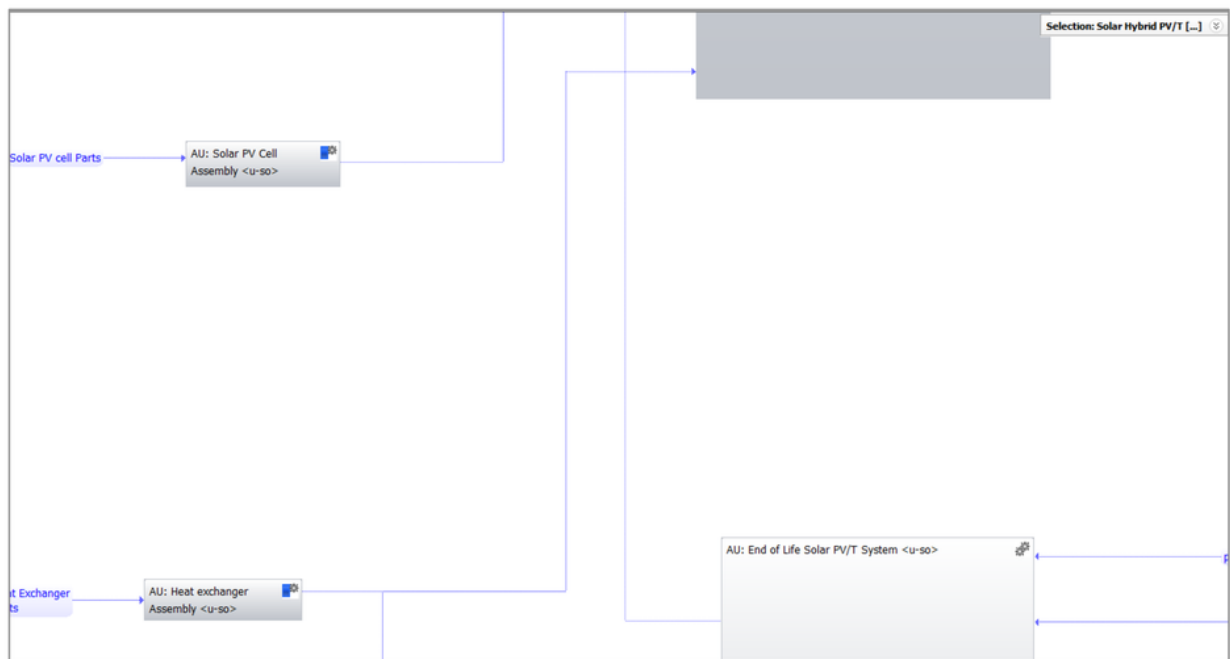 Selection: Solar Hybrid PV/T [...]
Solar PV cell Parts
AU: Solar PV Cell
Assembly <u-so>
AU: End of Life Solar PV/T System <u-so>
t Exchanger
ts
AU: Heat exchanger
Assembly <u-so>